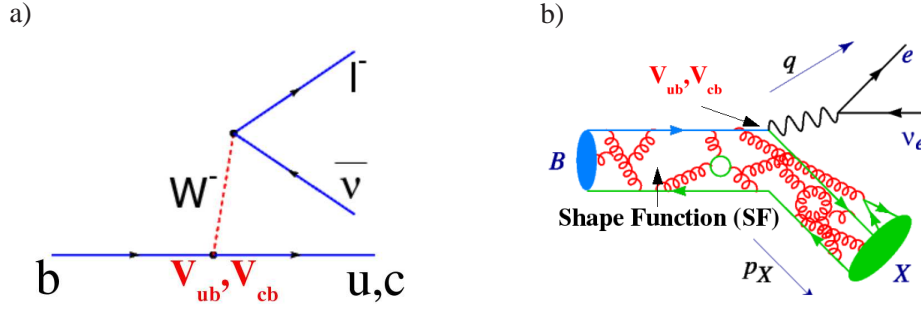 a)
l⁻
ν̅
W⁻
V_ub,V_cb
b
u,c
b)
q
e
V_ub,V_cb
ν_e
B
Shape Function (SF)
p_X
X